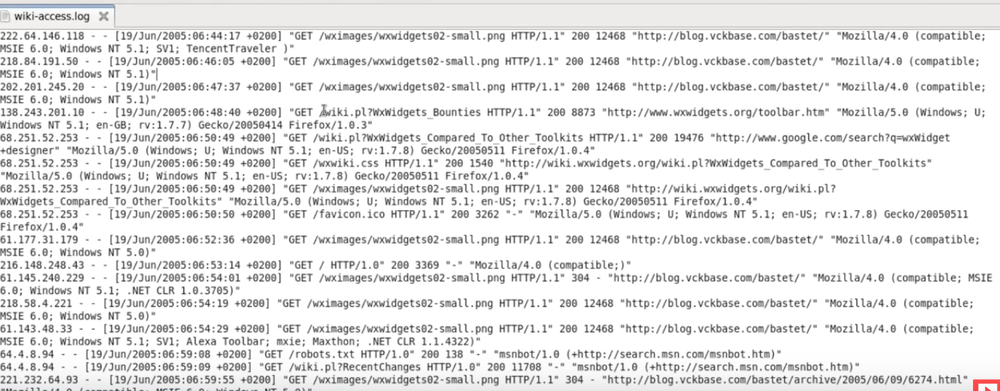 wiki-access.log
222.64.146.118 - - [19/Jun/2005:06:44:17 +0200] "GET /wximages/wxwidgets02-small.png HTTP/1.1" 200 12468 "http://blog.vckbase.com/bastet/" "Mozilla/4.0 (compatible;
MSIE 6.0; Windows NT 5.1; SV1; TencentTraveler )"
218.84.191.50 - - [19/Jun/2005:06:46:05 +0200] "GET /wximages/wxwidgets02-small.png HTTP/1.1" 200 12468 "http://blog.vckbase.com/bastet/" "Mozilla/4.0 (compatible;
MSIE 6.0; Windows NT 5.1)"
202.201.245.20 - - [19/Jun/2005:06:47:37 +0200] "GET /wximages/wxwidgets02-small.png HTTP/1.1" 200 12468 "http://blog.vckbase.com/bastet/" "Mozilla/4.0 (compatible;
MSIE 6.0; Windows NT 5.1)"
138.243.201.10 - - [19/Jun/2005:06:48:40 +0200] "GET /wiki.pl?WxWidgets_Bounties HTTP/1.1" 200 8873 "http://www.wxwidgets.org/toolbar.htm" "Mozilla/5.0 (Windows; U;
Windows NT 5.1; en-GB; rv:1.7.7) Gecko/20050414 Firefox/1.0.3"
68.251.52.253 - - [19/Jun/2005:06:50:49 +0200] "GET /wiki.pl?WxWidgets_Compared_To_Other_Toolkits HTTP/1.1" 200 19476 "http://www.google.com/search?q=wxWidget
+designer" "Mozilla/5.0 (Windows; U; Windows NT 5.1; en-US; rv:1.7.8) Gecko/20050511 Firefox/1.0.4"
68.251.52.253 - - [19/Jun/2005:06:50:49 +0200] "GET /wxwiki.css HTTP/1.1" 200 1540 "http://wiki.wxwidgets.org/wiki.pl?WxWidgets_Compared_To_Other_Toolkits"
"Mozilla/5.0 (Windows; U; Windows NT 5.1; en-US; rv:1.7.8) Gecko/20050511 Firefox/1.0.4"
68.251.52.253 - - [19/Jun/2005:06:50:49 +0200] "GET /wximages/wxwidgets02-small.png HTTP/1.1" 200 12468 "http://wiki.wxwidgets.org/wiki.pl?
WxWidgets_Compared_To_Other_Toolkits" "Mozilla/5.0 (Windows; U; Windows NT 5.1; en-US; rv:1.7.8) Gecko/20050511 Firefox/1.0.4"
68.251.52.253 - - [19/Jun/2005:06:50:50 +0200] "GET /favicon.ico HTTP/1.1" 200 3262 "-" "Mozilla/5.0 (Windows; U; Windows NT 5.1; en-US; rv:1.7.8) Gecko/20050511
Firefox/1.0.4"
61.177.31.179 - - [19/Jun/2005:06:52:36 +0200] "GET /wximages/wxwidgets02-small.png HTTP/1.1" 200 12468 "http://blog.vckbase.com/bastet/" "Mozilla/4.0 (compatible;
MSIE 6.0; Windows NT 5.0)"
216.148.248.43 - - [19/Jun/2005:06:53:14 +0200] "GET / HTTP/1.0" 200 3369 "-" "Mozilla/4.0 (compatible;)"
61.145.240.229 - - [19/Jun/2005:06:54:01 +0200] "GET /wximages/wxwidgets02-small.png HTTP/1.1" 304 - "http://blog.vckbase.com/bastet/" "Mozilla/4.0 (compatible; MSIE
6.0; Windows NT 5.1; .NET CLR 1.0.3705)"
218.58.4.221 - - [19/Jun/2005:06:54:19 +0200] "GET /wximages/wxwidgets02-small.png HTTP/1.1" 200 12468 "http://blog.vckbase.com/bastet/" "Mozilla/4.0 (compatible;
MSIE 6.0; Windows NT 5.0)"
61.143.48.33 - - [19/Jun/2005:06:54:29 +0200] "GET /wximages/wxwidgets02-small.png HTTP/1.1" 200 12468 "http://blog.vckbase.com/bastet/" "Mozilla/4.0 (compatible;
MSIE 6.0; Windows NT 5.1; SV1; Alexa Toolbar; mxie; Maxthon; .NET CLR 1.1.4322)"
64.4.8.94 - - [19/Jun/2005:06:59:08 +0200] "GET /robots.txt HTTP/1.0" 200 138 "-" "msnbot/1.0 (+http://search.msn.com/msnbot.htm)"
64.4.8.94 - - [19/Jun/2005:06:59:09 +0200] "GET /wiki.pl?RecentChanges HTTP/1.0" 200 11708 "-" "msnbot/1.0 (+http://search.msn.com/msnbot.htm)"
221.232.64.93 - - [19/Jun/2005:06:59:55 +0200] "GET /wximages/wxwidgets02-small.png HTTP/1.1" 304 - "http://blog.vckbase.com/bastet/archive/2005/06/09/6274.html"
"Mozilla/4.0 (compatible; MSIE 6.0; Windows NT 5.0)"